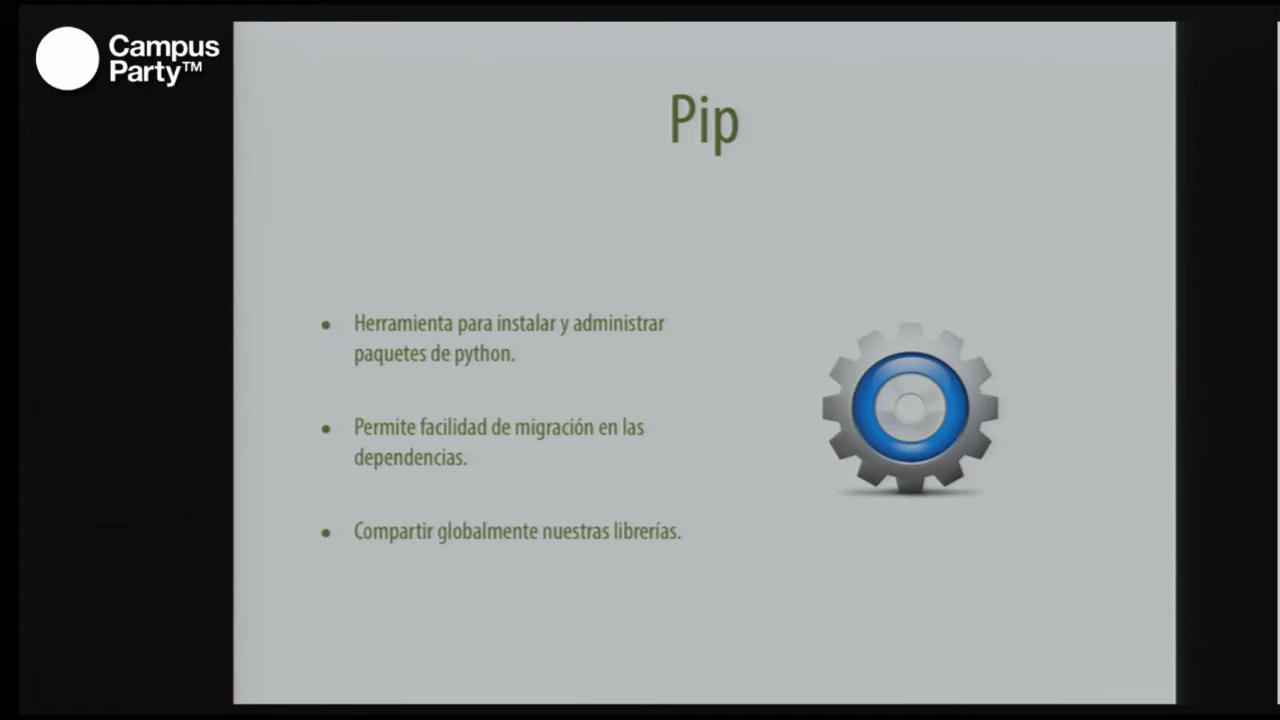 Campus
Party™
Pip
• Herramienta para instalar y administrar
paquetes de python.
• Permite facilidad de migración en las
dependencias.
• Compartir globalmente nuestras librerías.